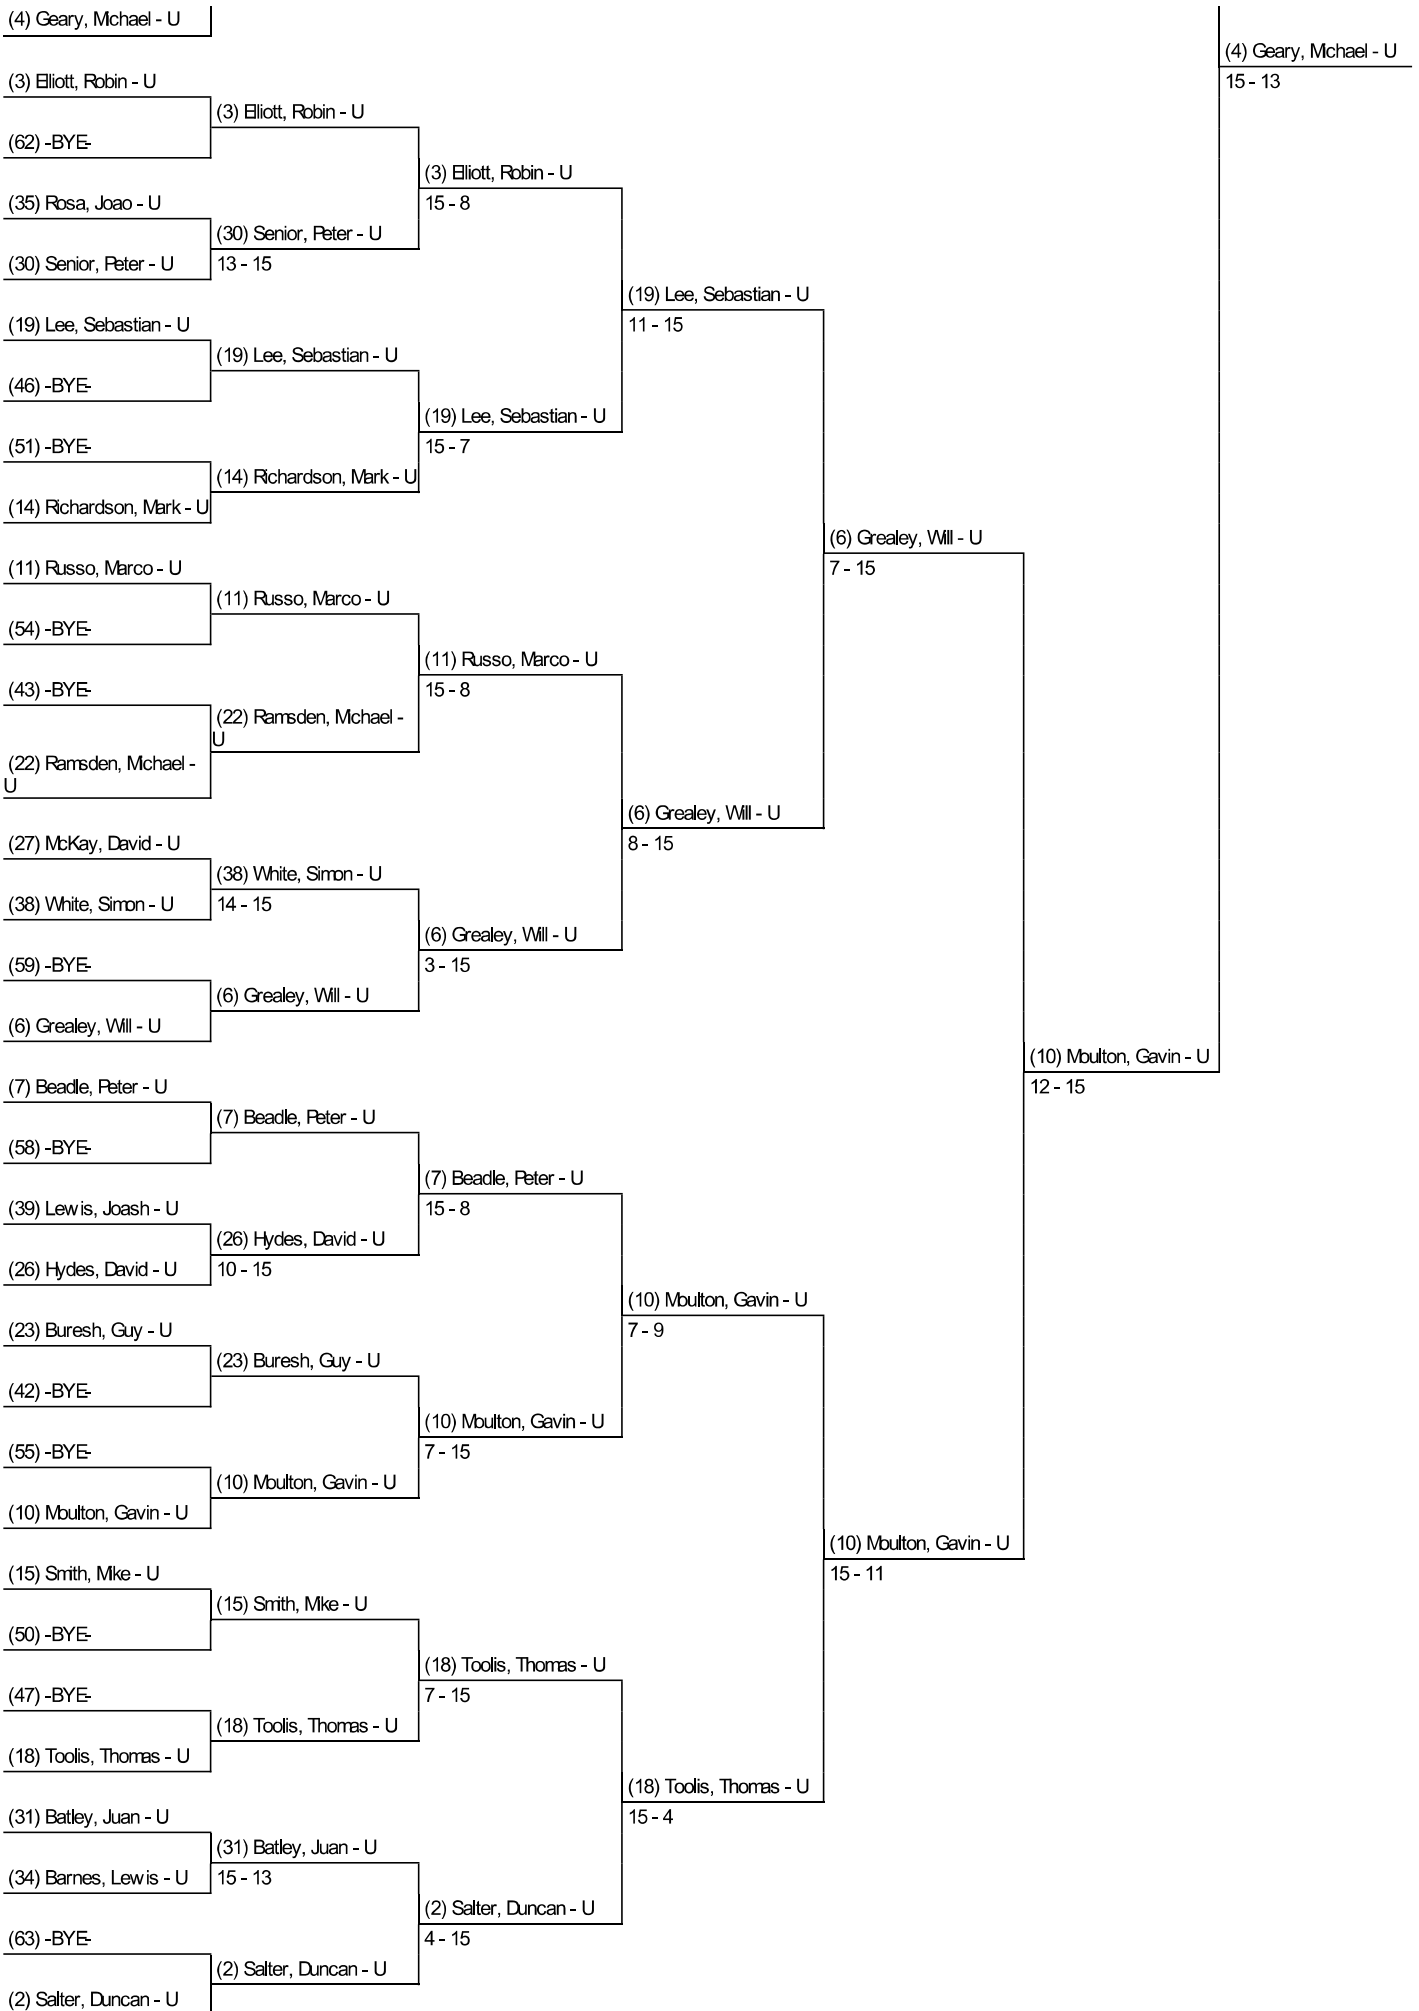 (4) Geary, Michael - U
(4) Geary, Michael - U
15 - 13
(3) Elliott, Robin - U
(3) Elliott, Robin - U
(62) -BYE-
(3) Elliott, Robin - U
15 - 8
(35) Rosa, Joao - U
(30) Senior, Peter - U
(30) Senior, Peter - U
13 - 15
(19) Lee, Sebastian - U
11 - 15
(19) Lee, Sebastian - U
(19) Lee, Sebastian - U
(46) -BYE-
(19) Lee, Sebastian - U
15 - 7
(51) -BYE-
(14) Richardson, Mark - U
(14) Richardson, Mark - U
(6) Grealey, Will - U
7 - 15
(11) Russo, Marco - U
(11) Russo, Marco - U
(54) -BYE-
(11) Russo, Marco - U
15 - 8
(43) -BYE-
(22) Ramsden, Michael -
U
(22) Ramsden, Michael -
U
(6) Grealey, Will - U
8 - 15
(27) McKay, David - U
(38) White, Simon - U
(38) White, Simon - U
14 - 15
(6) Grealey, Will - U
3 - 15
(59) -BYE-
(6) Grealey, Will - U
(6) Grealey, Will - U
(10) Moulton, Gavin - U
12 - 15
(7) Beadle, Peter - U
(7) Beadle, Peter - U
(58) -BYE-
(7) Beadle, Peter - U
15 - 8
(39) Lewis, Joash - U
(26) Hydes, David - U
(26) Hydes, David - U
10 - 15
(10) Moulton, Gavin - U
7 - 9
(23) Buresh, Guy - U
(23) Buresh, Guy - U
(42) -BYE-
(10) Moulton, Gavin - U
7 - 15
(55) -BYE-
(10) Moulton, Gavin - U
(10) Moulton, Gavin - U
(10) Moulton, Gavin - U
15 - 11
(15) Smith, Mike - U
(15) Smith, Mike - U
(50) -BYE-
(18) Toolis, Thomas - U
7 - 15
(47) -BYE-
(18) Toolis, Thomas - U
(18) Toolis, Thomas - U
(18) Toolis, Thomas - U
15 - 4
(31) Batley, Juan - U
(31) Batley, Juan - U
(34) Barnes, Lewis - U
15 - 13
(2) Salter, Duncan - U
4 - 15
(63) -BYE-
(2) Salter, Duncan - U
(2) Salter, Duncan - U